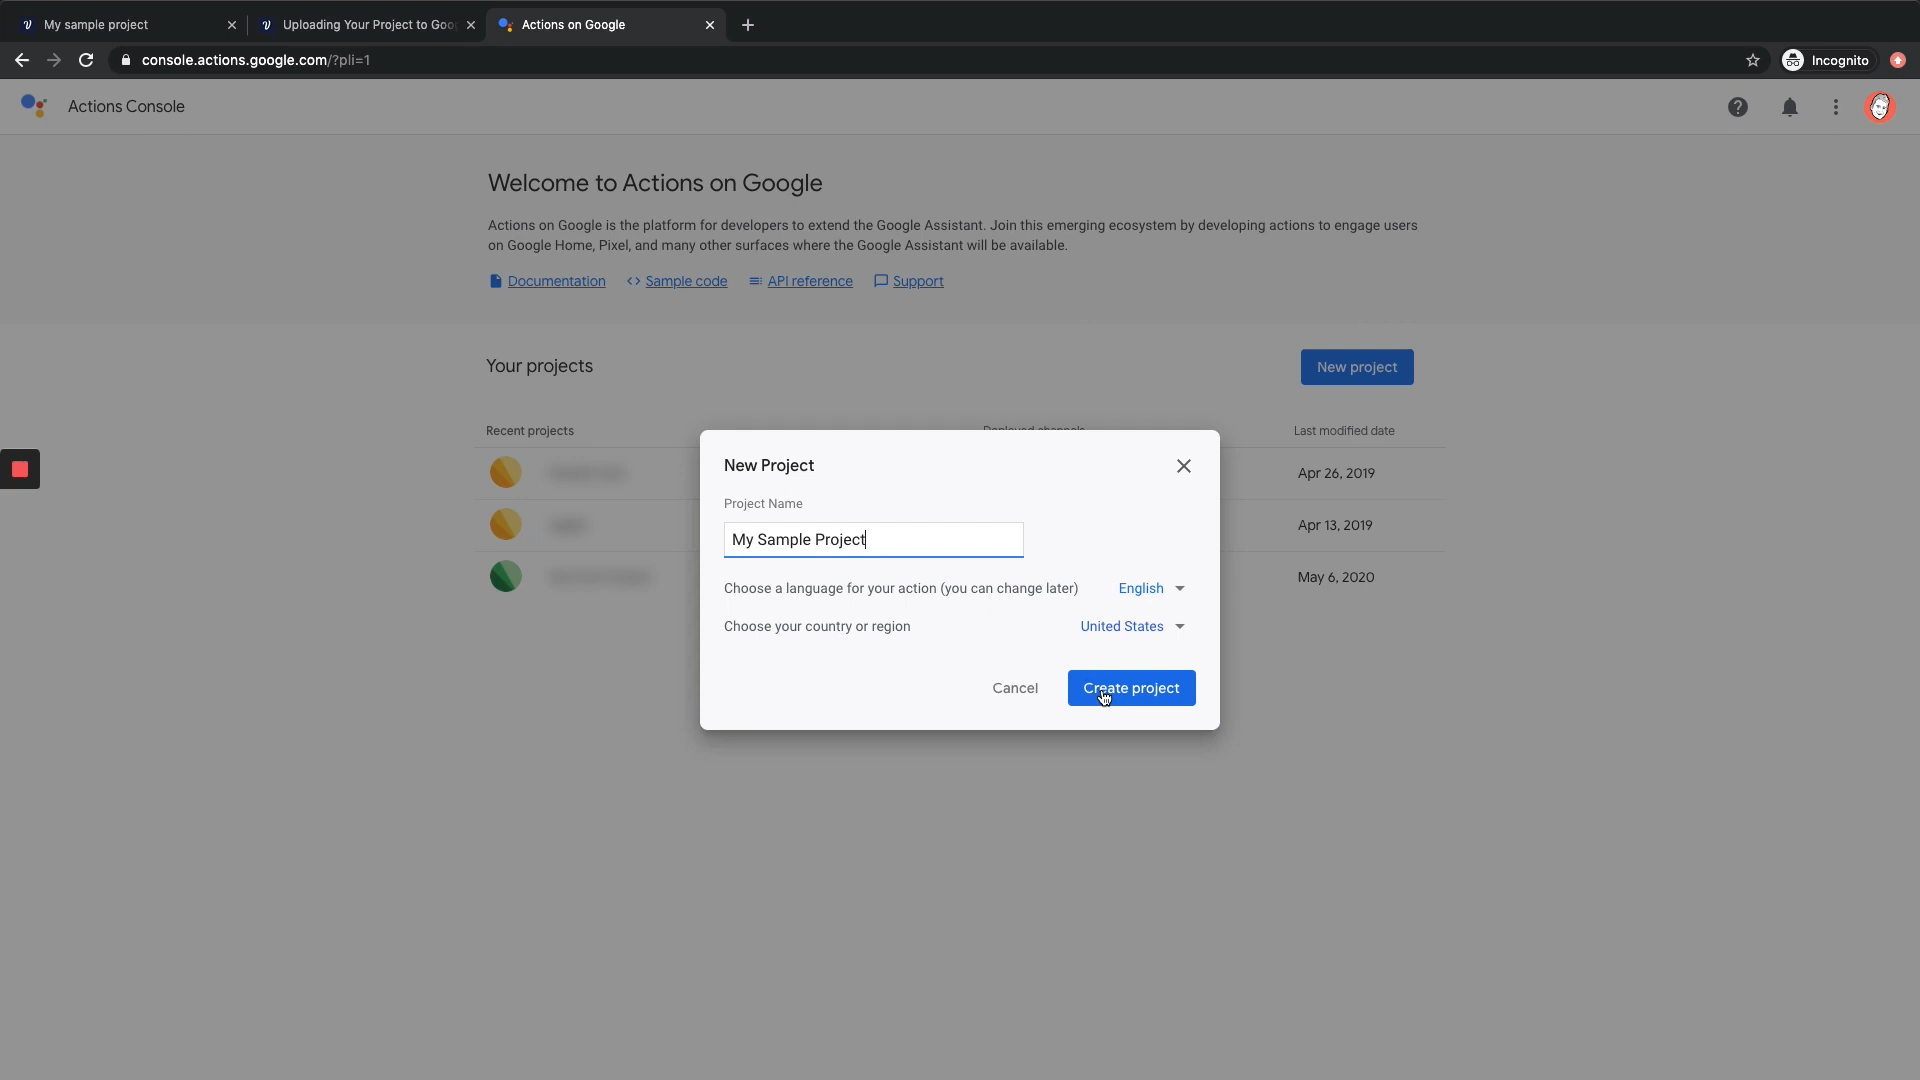 My sample project
Uploading Your Project to Goo
Actions on Google
console.actions.google.com/?pli=1
Incognito
Actions Console
Welcome to Actions on Google
Actions on Google is the platform for developers to extend the Google Assistant. Join this emerging ecosystem by developing actions to engage users
on Google Home, Pixel, and many other surfaces where the Google Assistant will be available.
Documentation
Sample code
API reference
Support
Your projects
New project
Recent projects
Deployed channels
Last modified date
Apr 26, 2019
Apr 13, 2019
May 6, 2020
New Project
Project Name
My Sample Project
Choose a language for your action (you can change later)
English
Choose your country or region
United States
Cancel
Create project